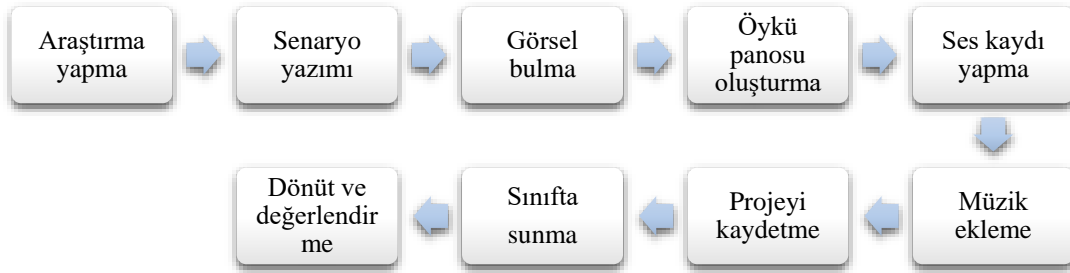 Araştırma
yapma
Senaryo
yazımı
Görsel
bulma
Öykü
panosu
oluşturma
Ses kaydı
yapma
Müzik
ekleme
Projeyi
kaydetme
Sınıfta
sunma
Dönüt ve
değerlendir
me